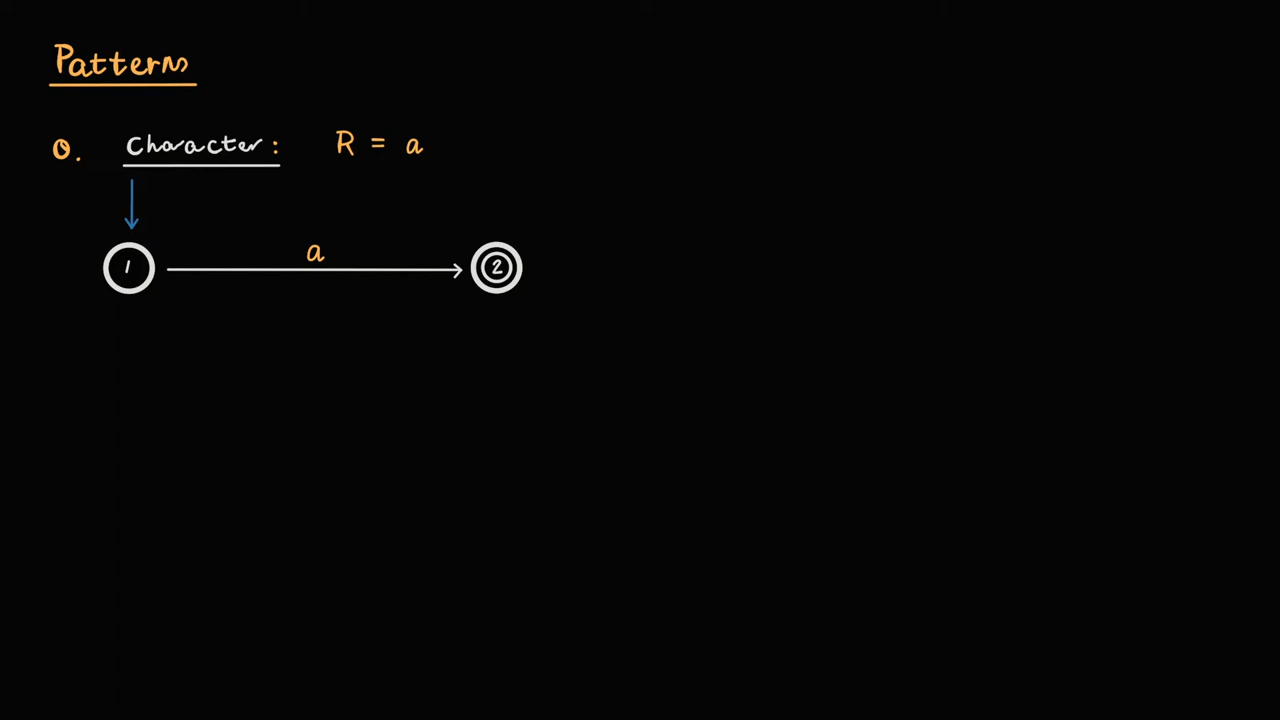 Patterns
0. Character: R = a
a
1 2